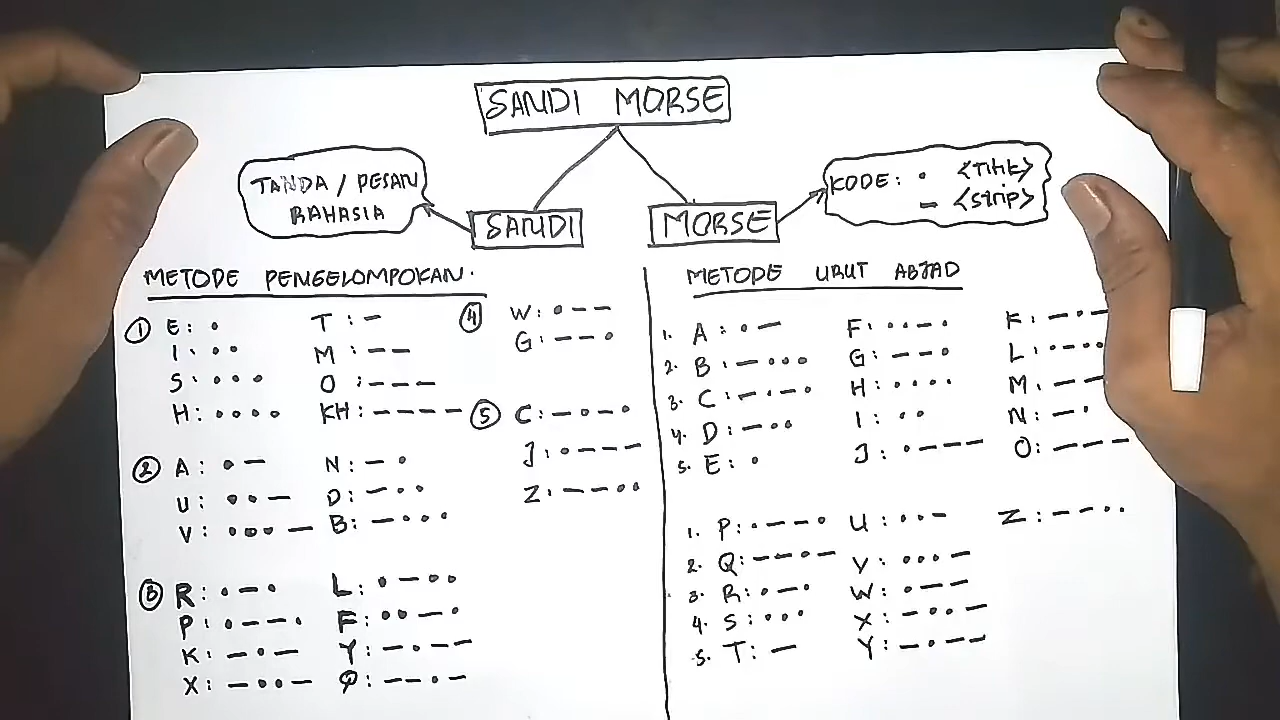 SANDI MORSE
TANDA / PESAN
RAHASIA
SANDI
MORSE
KODE: • <TITIK>
— <STRIP>
METODE PENGELOMPOKAN.
① E: •
I: ••
S: •••
H: ••••
T: —
M: ——
O: ———
KH: ————
② A: •—
U: ••—
V: •••—
N: —•
D: —••
B: —•••
③ R: •—•
P: •——•
K: —•—
X: —••—
L: •—••
F: ••—•
Y: —•——
Q: ——•—
④ W: •——
G: ——•
⑤ C: —•—•
J: •———
Z: ——••
METODE URUT ABJAD
1. A: •—
2. B: —•••
3. C: —•—•
4. D: —••
5. E: •
F: ••—•
G: ——•
H: ••••
I: ••
J: •———
K: —•—
L: •—••
M: ——
N: —•
O: ———
1. P: •——•
2. Q: ——•—
3. R: •—•
4. S: •••
5. T: —
U: ••—
V: •••—
W: •——
X: —••—
Y: —•——
Z: ——••